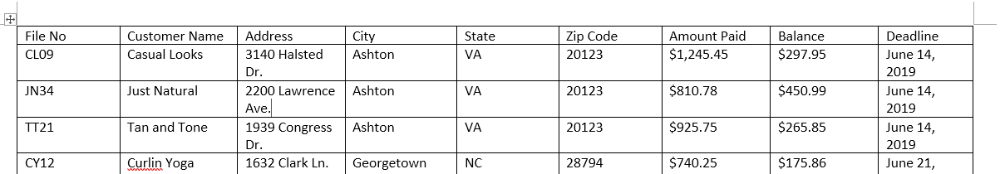 File No Customer Name Address City State Zip Code Amount Paid Balance Deadline
CL09 Casual Looks 3140 Halsted Ashton VA 20123 $1,245.45 $297.95 June 14,
Dr. 2019
JN34 Just Natural 2200 Lawrence Ashton VA 20123 $810.78 $450.99 June 14,
Ave. 2019
TT21 Tan and Tone 1939 Congress Ashton VA 20123 $925.75 $265.85 June 14,
Dr. 2019
CY12 Curlin Yoga 1632 Clark Ln. Georgetown NC 28794 $740.25 $175.86 June 21,